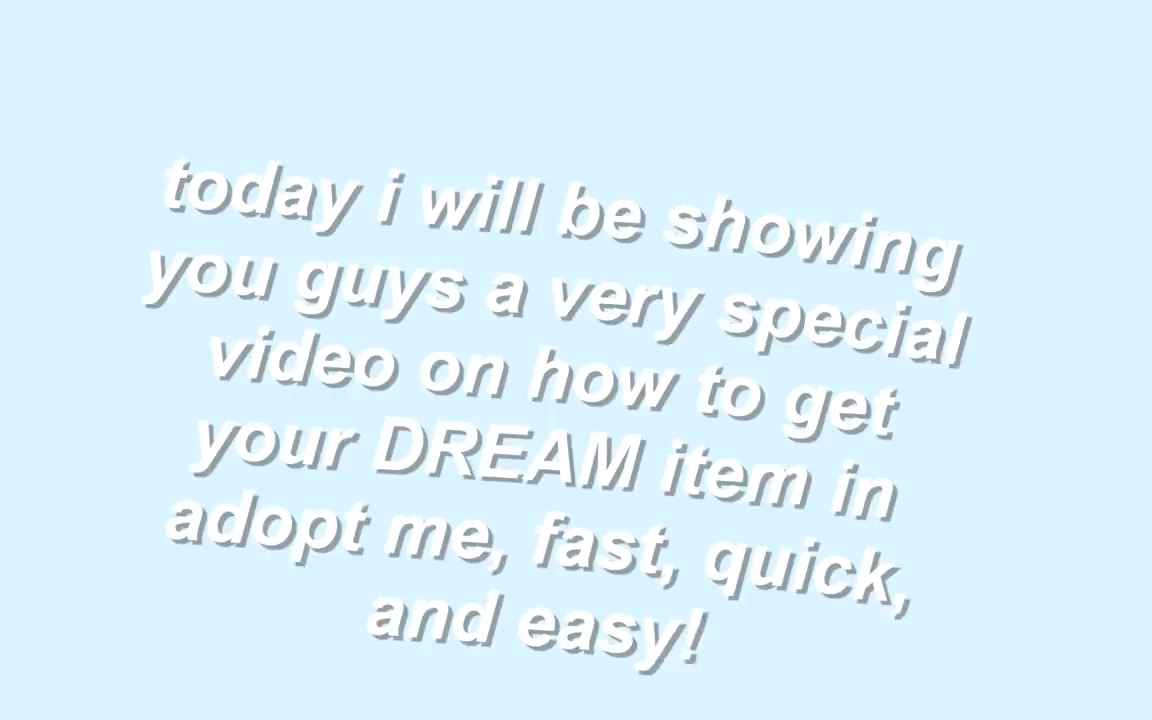 today i will be showing
you guys a very special
video on how to get
your DREAM item in
adopt me, fast, quick,
and easy!